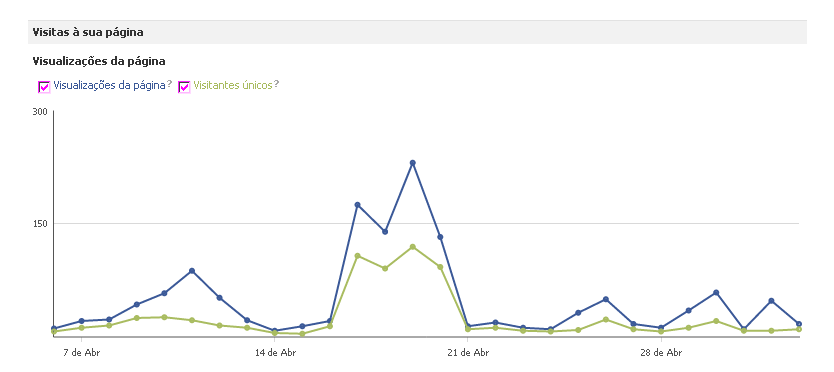 Visitas à sua página
Visualizações da página
Visualizações da página? Visitantes únicos?
300
150
7 de Abr 14 de Abr 21 de Abr 28 de Abr